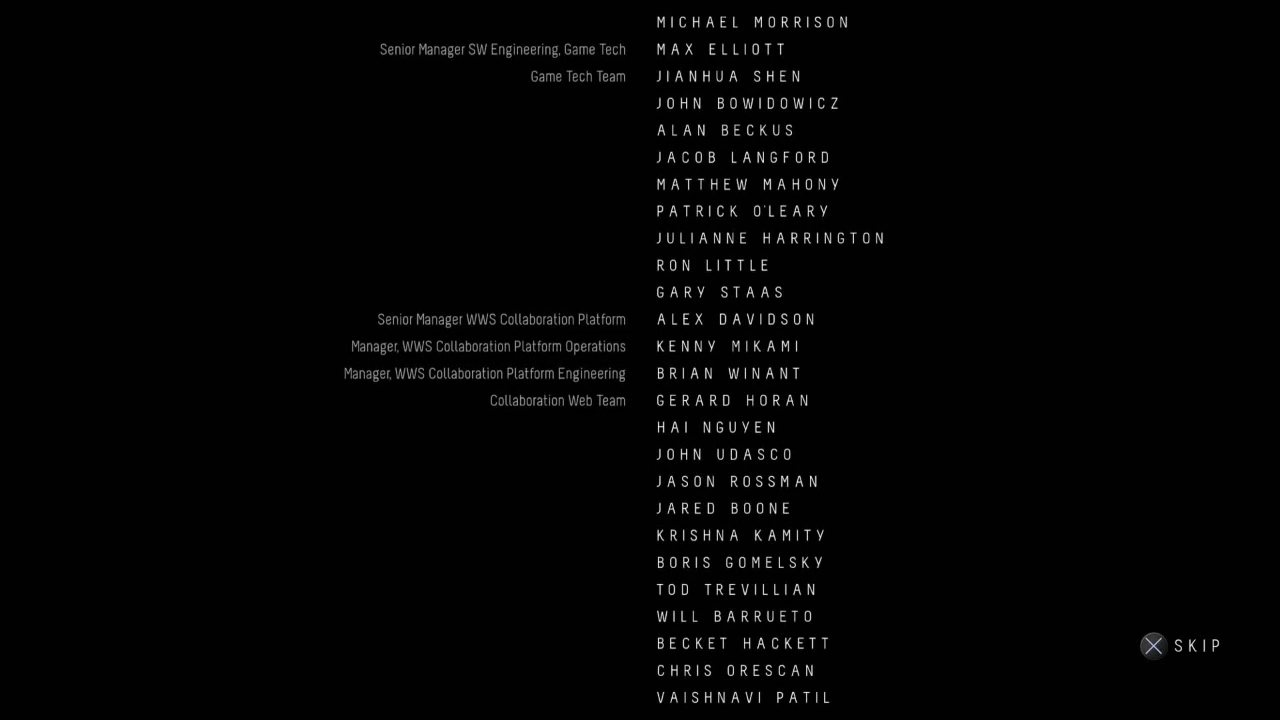 MICHAEL MORRISON
Senior Manager SW Engineering, Game Tech MAX ELLIOTT
Game Tech Team JIANHUA SHEN
JOHN BOWIDOWICZ
ALAN BECKUS
JACOB LANGFORD
MATTHEW MAHONY
PATRICK O'LEARY
JULIANNE HARRINGTON
RON LITTLE
GARY STAAS
Senior Manager WWS Collaboration Platform ALEX DAVIDSON
Manager, WWS Collaboration Platform Operations KENNY MIKAMI
Manager, WWS Collaboration Platform Engineering BRIAN WINANT
Collaboration Web Team GERARD HORAN
HAI NGUYEN
JOHN UDASCO
JASON ROSSMAN
JARED BOONE
KRISHNA KAMITY
BORIS GOMELSKY
TOD TREVILLIAN
WILL BARRUETO
BECKET HACKETT
SKIP
CHRIS ORESCAN
VAISHNAVI PATIL